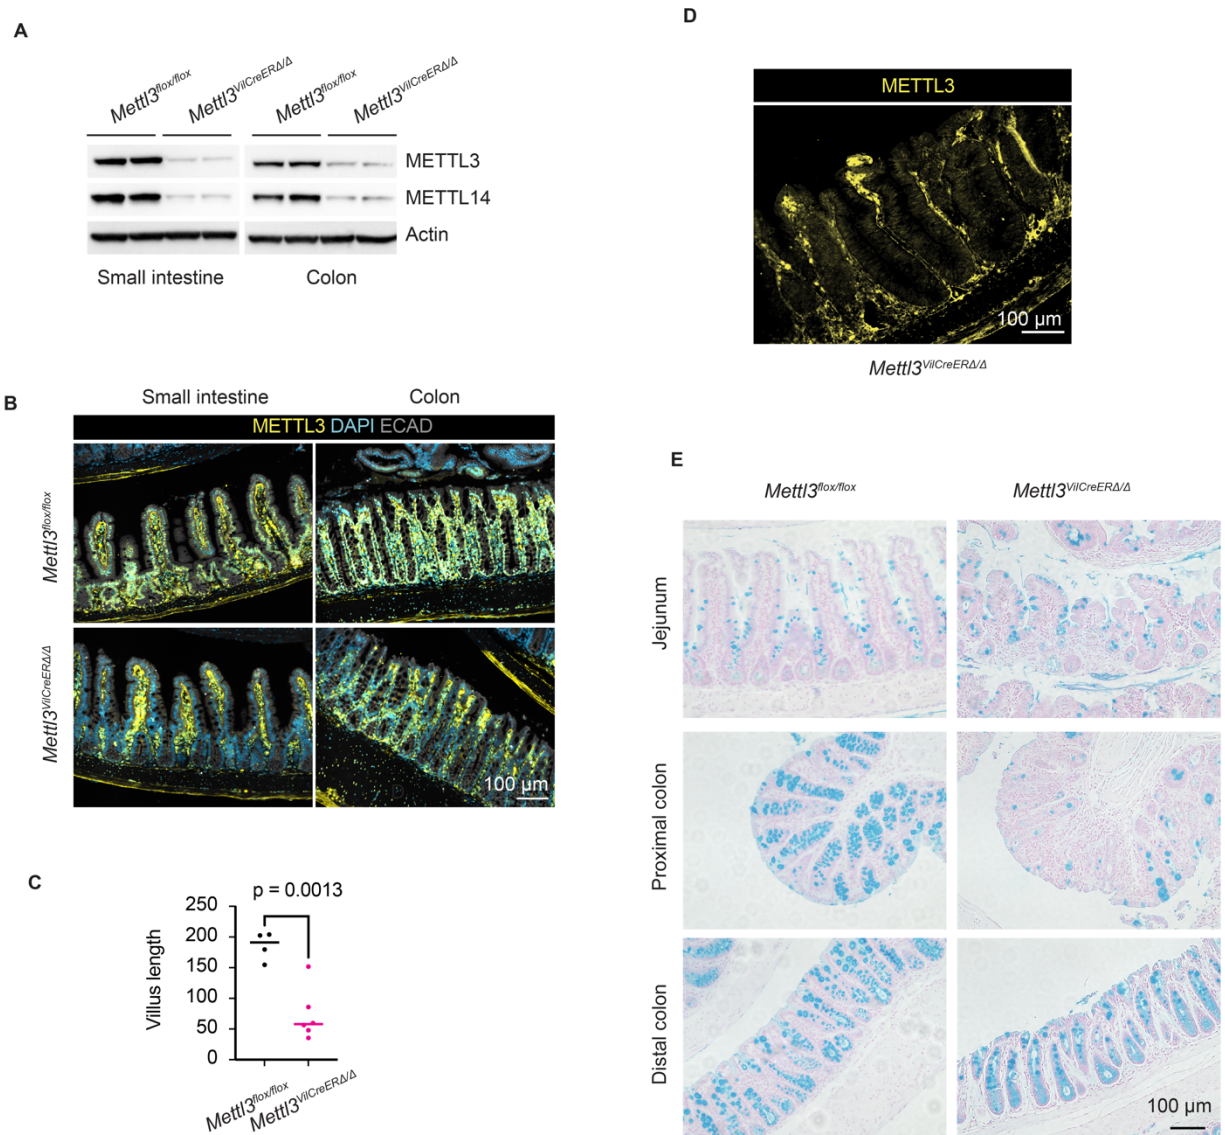 A
Mettl3flox/flox Mettl3VilCreERΔ/Δ Mettl3flox/flox Mettl3VilCreERΔ/Δ
METTL3
METTL14
Actin
Small intestine Colon
B
Small intestine Colon
METTL3 DAPI ECAD
Mettl3flox/flox
Mettl3VilCreERΔ/Δ
100 µm
C
p = 0.0013
Villus length
250
200
150
100
50
0
Mettl3flox/flox
Mettl3VilCreERΔ/Δ
D
METTL3
100 µm
Mettl3VilCreERΔ/Δ
E
Mettl3flox/flox Mettl3VilCreERΔ/Δ
Jejunum
Proximal colon
Distal colon
100 µm